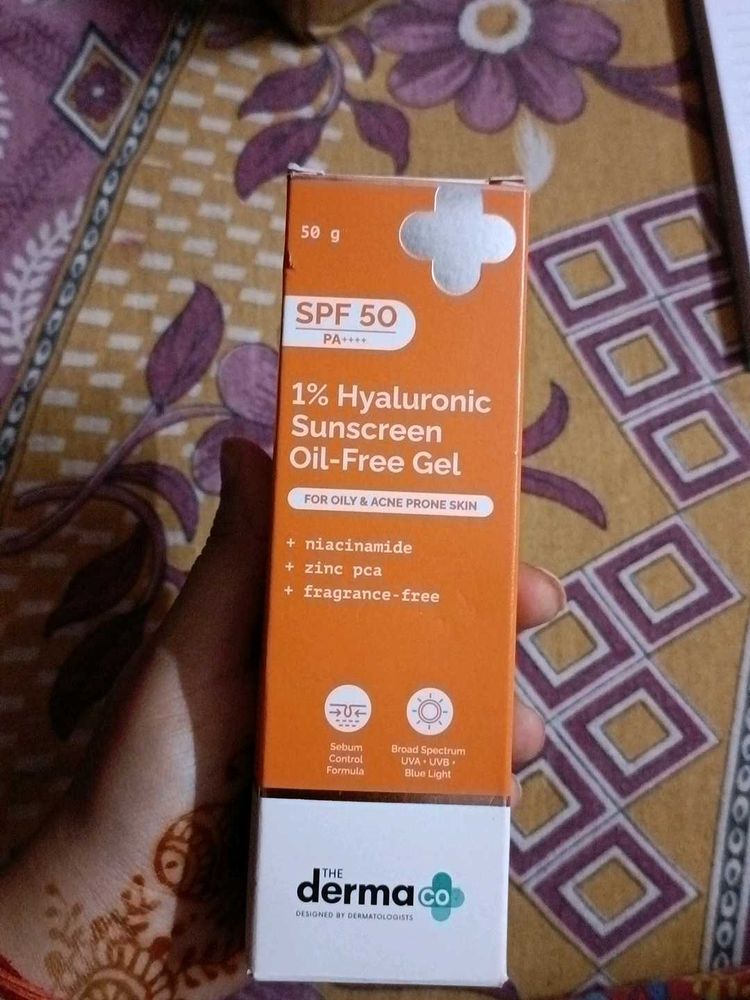 50 g
SPF 50
PA++++
1% Hyaluronic
Sunscreen
Oil-Free Gel
FOR OILY & ACNE PRONE SKIN
+ niacinamide
+ zinc pca
+ fragrance-free
Sebum
Control
Formula
Broad Spectrum
UVA • UVB •
Blue Light
THE
derma co
DESIGNED BY DERMATOLOGISTS